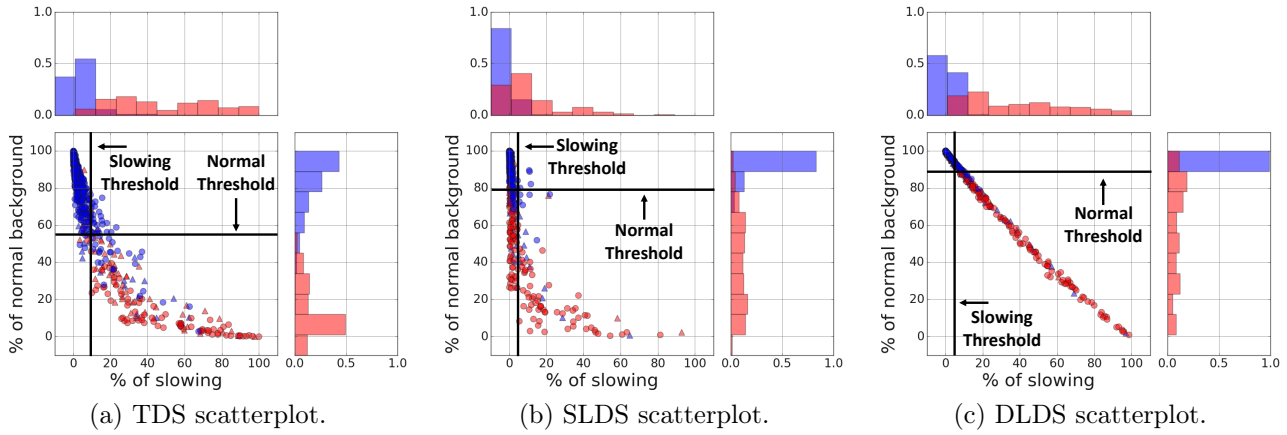 1.0
0.5
0.0
% of normal background
100
80
60
40
20
0
Slowing
Threshold
Normal
Threshold
0 20 40 60 80 100
% of slowing
0.0 0.5 1.0
(a) TDS scatterplot.
1.0
0.5
0.0
% of normal background
100
80
60
40
20
0
Slowing
Threshold
Normal
Threshold
0 20 40 60 80 100
% of slowing
0.0 0.5 1.0
(b) SLDS scatterplot.
1.0
0.5
0.0
% of normal background
100
80
60
40
20
0
Normal
Threshold
Slowing
Threshold
0 20 40 60 80 100
% of slowing
0.0 0.5 1.0
(c) DLDS scatterplot.